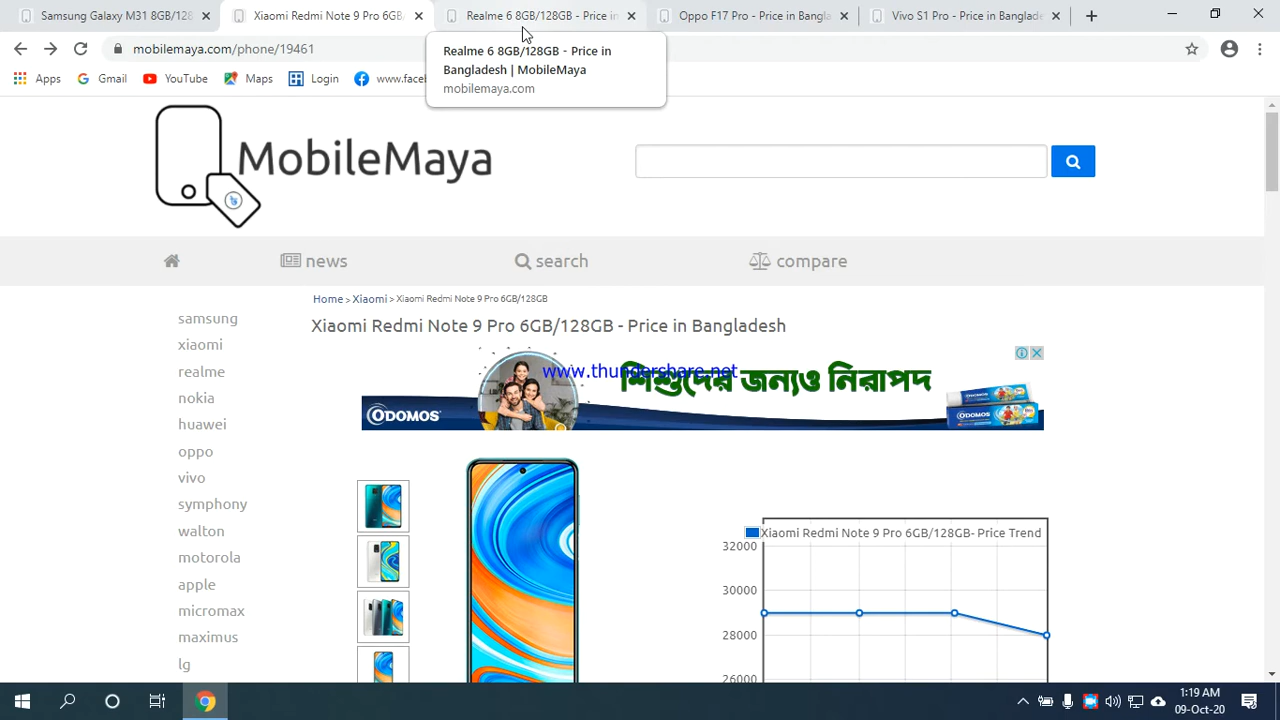 Samsung Galaxy M31 8GB/128
Xiaomi Redmi Note 9 Pro 6GB/
Realme 6 8GB/128GB - Price in
Oppo F17 Pro - Price in Bangla
Vivo S1 Pro - Price in Banglade
mobilemaya.com/phone/19461
Realme 6 8GB/128GB - Price in
Bangladesh | MobileMaya
mobilemaya.com
Apps
Gmail
YouTube
Maps
Login
www.faceb
MobileMaya
news
search
compare
Home > Xiaomi > Xiaomi Redmi Note 9 Pro 6GB/128GB
Xiaomi Redmi Note 9 Pro 6GB/128GB - Price in Bangladesh
samsung
xiaomi
realme
nokia
huawei
oppo
vivo
symphony
walton
motorola
apple
micromax
maximus
lg
www.thundershare.net
শিশুদের জন্যও নিরাপদ
ODOMOS
ODOMOS
ODOMOS
Xiaomi Redmi Note 9 Pro 6GB/128GB- Price Trend
32000
30000
28000
26000
1:19 AM
09-Oct-20